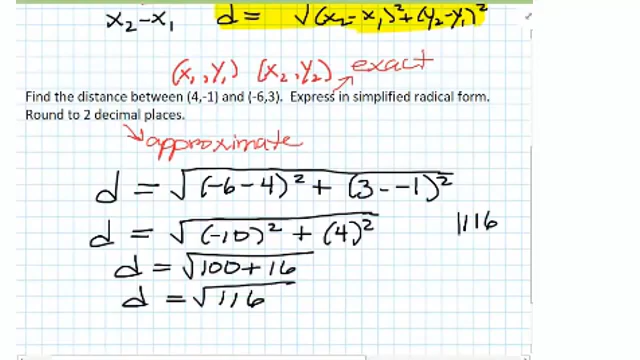 x₂-x₁ d = √(x₂-x₁)²+(y₂-y₁)²
(x₁,y₁) (x₂,y₂) exact
Find the distance between (4,-1) and (-6,3). Express in simplified radical form.
Round to 2 decimal places.
approximate
d = √(-6-4)² + (3--1)²
d = √(-10)² + (4)² 116
d = √100+16
d = √116